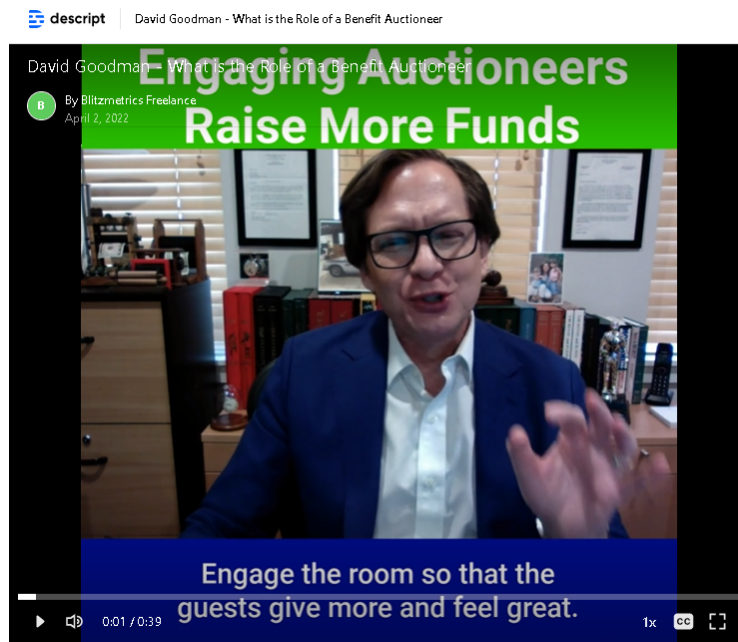 descript
David Goodman - What is the Role of a Benefit Auctioneer
Engaging Auctioneers
David Goodman - What is the Role of a Benefit Auctioneer
B
By Blitzmetrics Freelance
April 2, 2022
Raise More Funds
Engage the room so that the
guests give more and feel great.
0:01 / 0:39
1x
CC